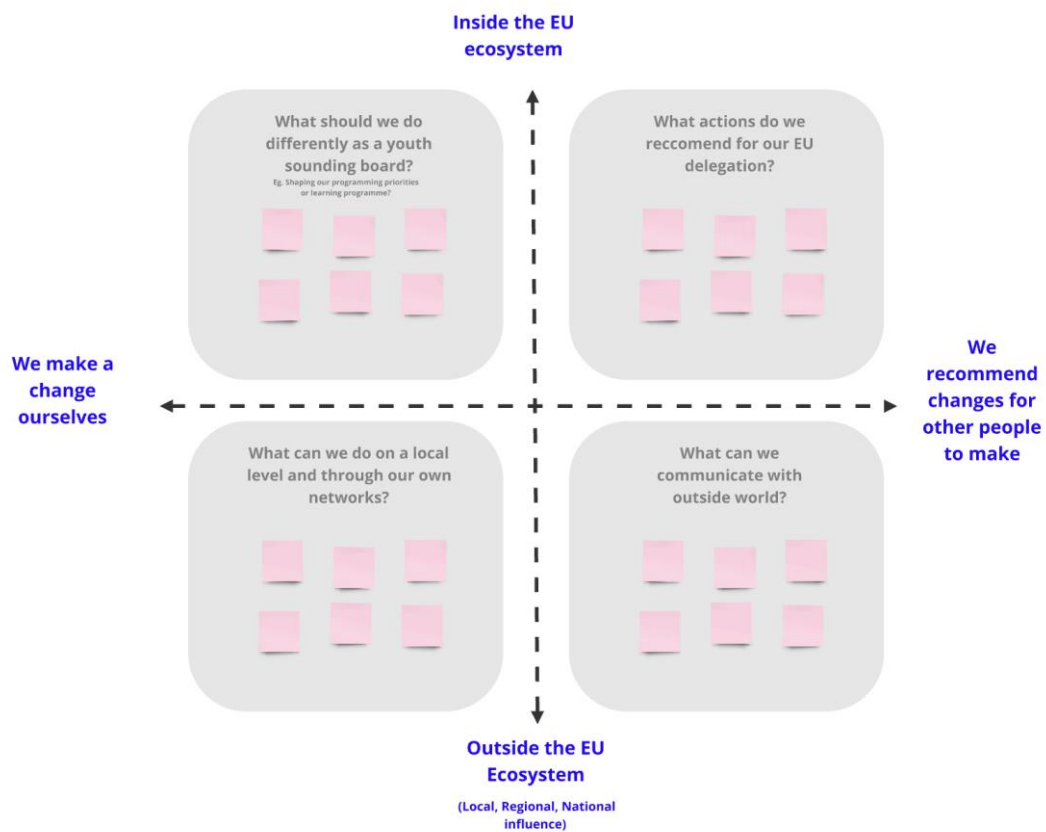 Inside the EU
ecosystem
What should we do
differently as a youth
sounding board?
Eg. Shaping our programming priorities
or learning programme?
What actions do we
reccomend for our EU
delegation?
We make a
change
ourselves
We
recommend
changes for
other people
to make
What can we do on a local
level and through our own
networks?
What can we
communicate with
outside world?
Outside the EU
Ecosystem
(Local, Regional, National
influence)